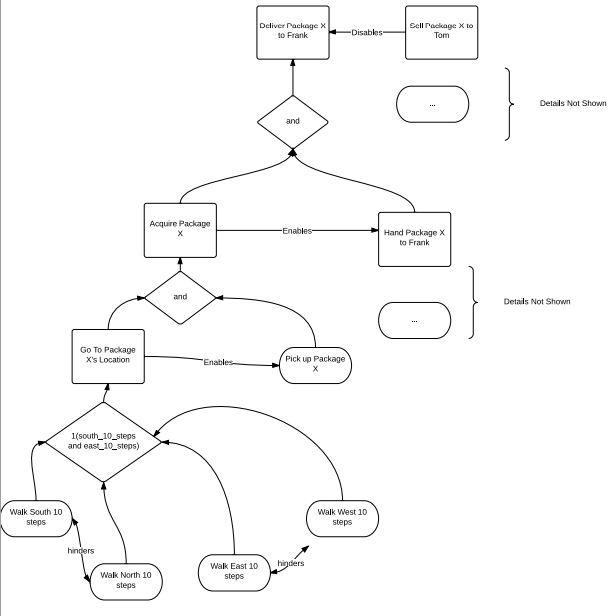 Deliver Package X
to Frank
Disables
Sell Package X to
Tom
...
Details Not Shown
and
Acquire Package
X
Enables
Hand Package X
to Frank
and
Details Not Shown
...
Go To Package
X's Location
Enables
Pick up Package
X
1(south_10_steps
and east_10_steps)
Walk South 10
steps
Walk West 10
steps
hinders
hinders
Walk North 10
steps
Walk East 10
steps